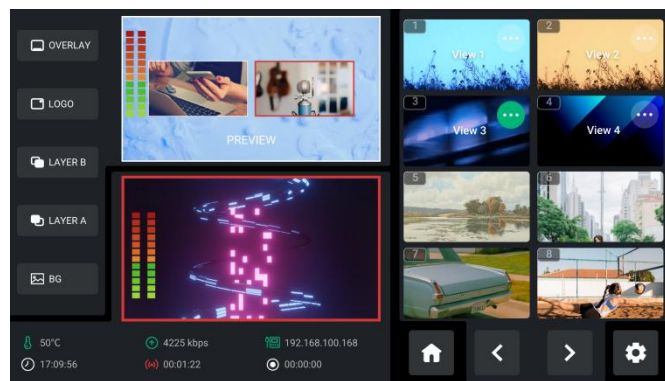 OVERLAY
LOGO
LAYER B
LAYER A
BG
PREVIEW
50°C
4225 kbps
192.168.100.168
17:09:56
00:01:22
00:00:00
1
View 1
2
View 2
3
View 3
4
View 4
5
6
7
8